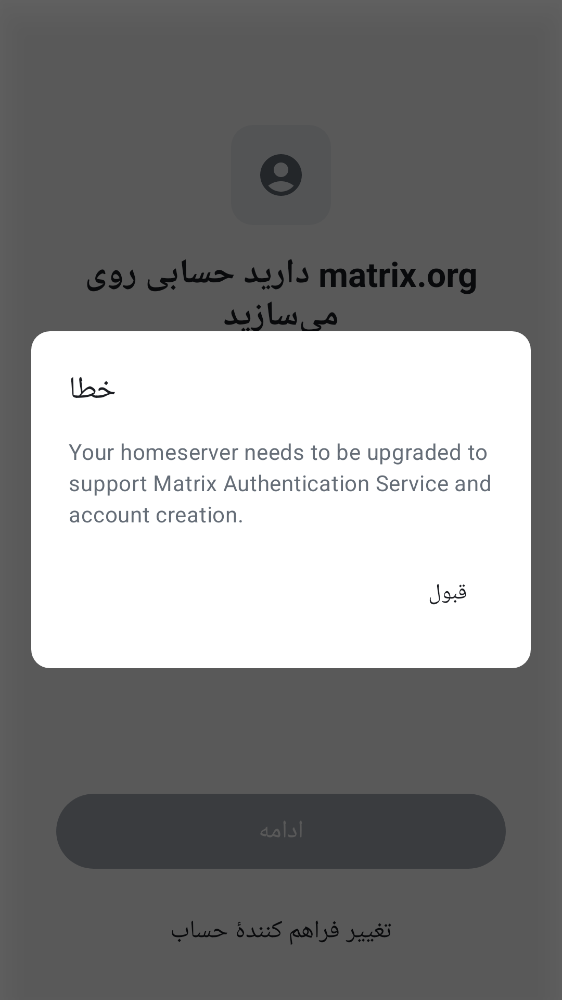 دارید حسابی روی matrix.org
می‌سازید
خطا
Your homeserver needs to be upgraded to
support Matrix Authentication Service and
account creation.
قبول
ادامه
تغییر فراهم کنندهٔ حساب